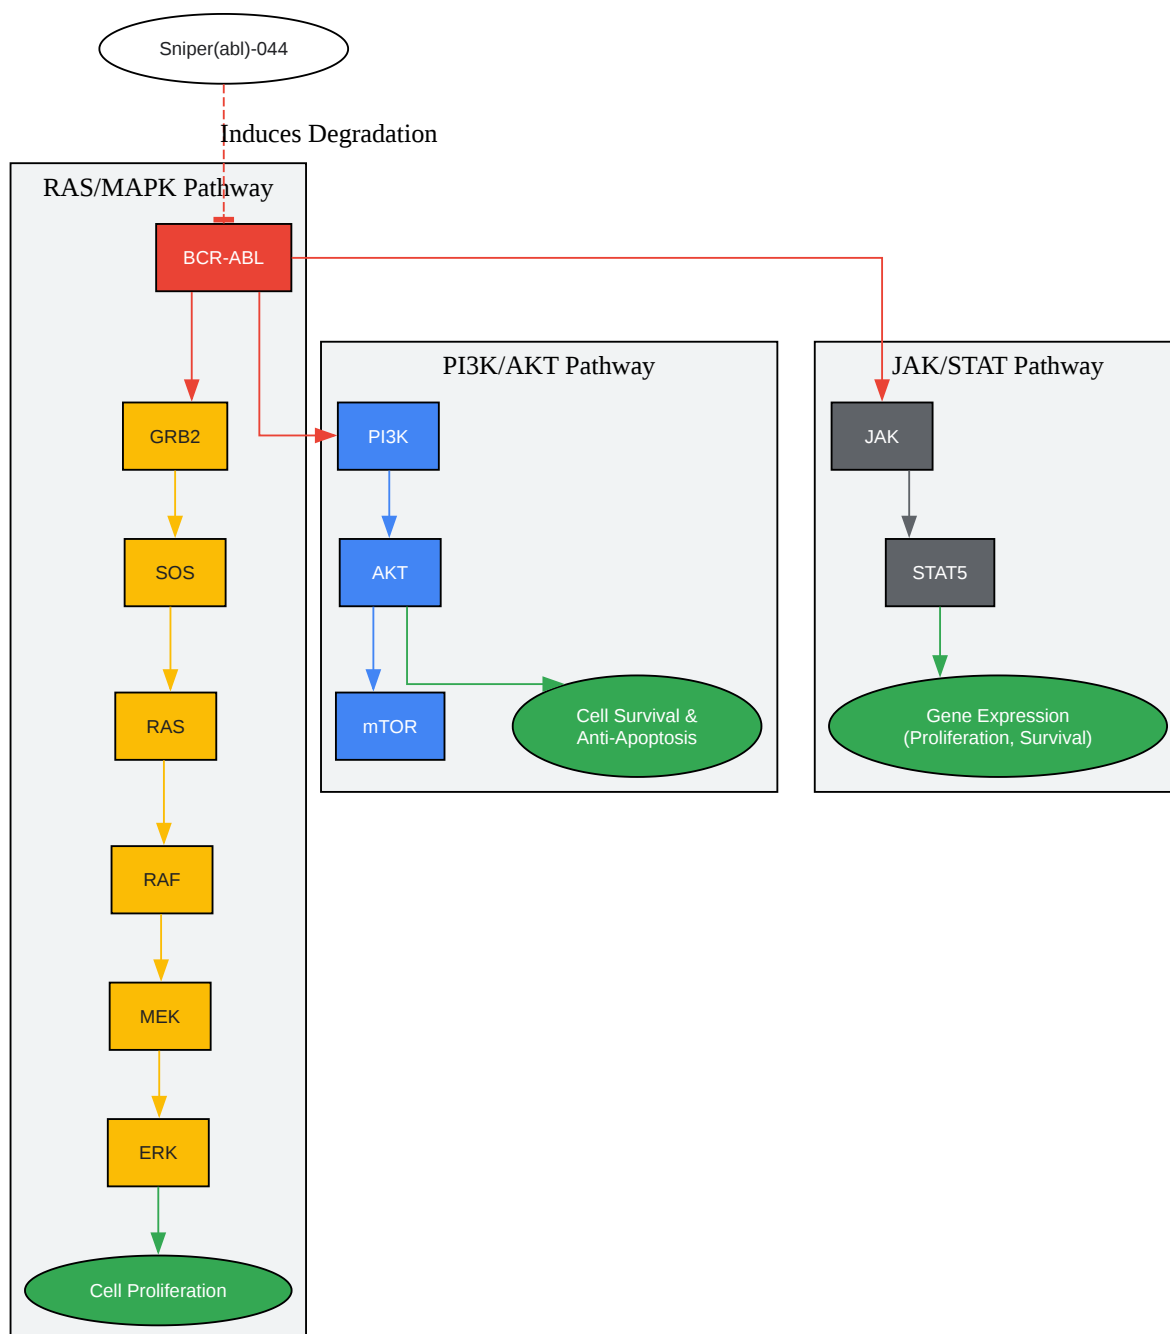 Sniper(abl)-044
Induces Degradation
RAS/MAPK Pathway
BCR-ABL
GRB2
SOS
RAS
RAF
MEK
ERK
Cell Proliferation
PI3K/AKT Pathway
PI3K
AKT
mTOR
Cell Survival &
Anti-Apoptosis
JAK/STAT Pathway
JAK
STAT5
Gene Expression
(Proliferation, Survival)